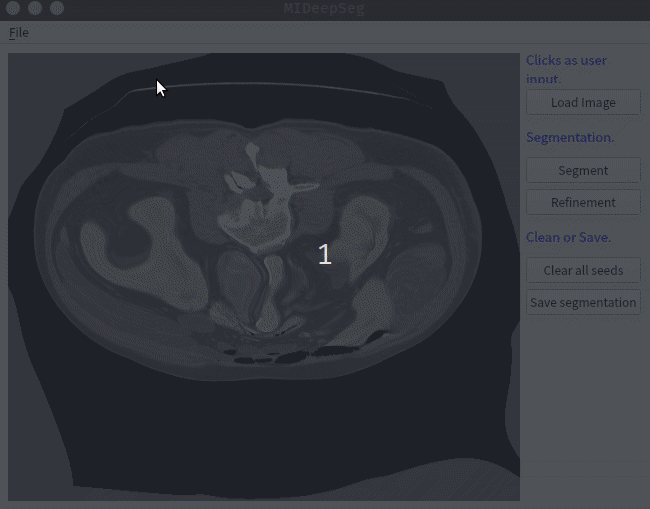 MIDeepSeg
File
Clicks as user
input.
Load Image
Segmentation.
Segment
Refinement
Clean or Save.
Clear all seeds
Save segmentation
1